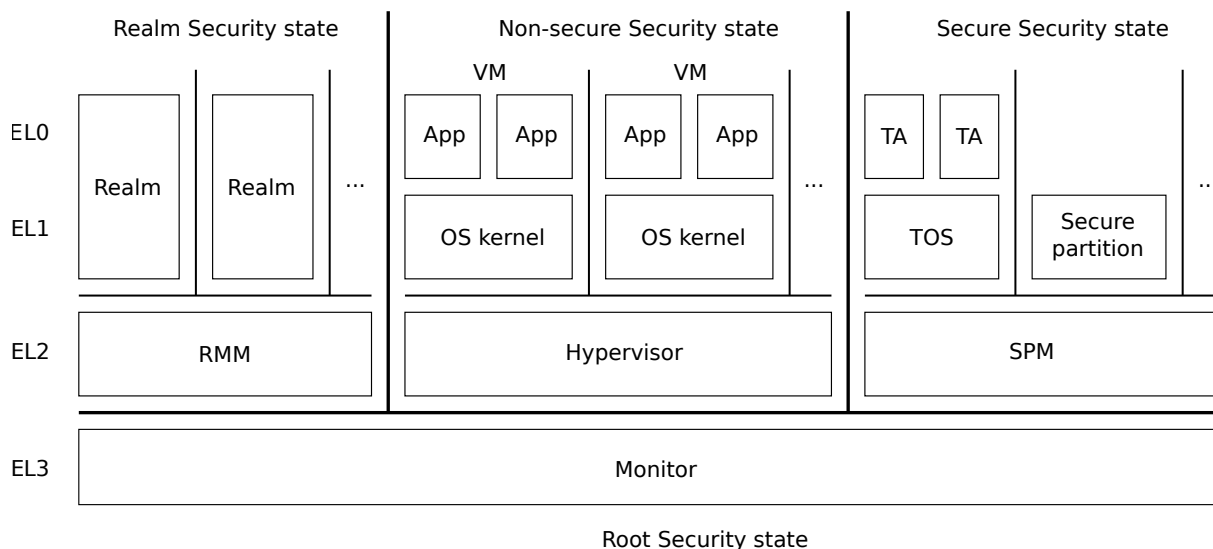 Realm Security state
Non-secure Security state
Secure Security state
VM
VM
EL0
App
App
App
App
TA
TA
Realm
Realm
...
...
...
EL1
OS kernel
OS kernel
TOS
Secure
partition
EL2
RMM
Hypervisor
SPM
EL3
Monitor
Root Security state